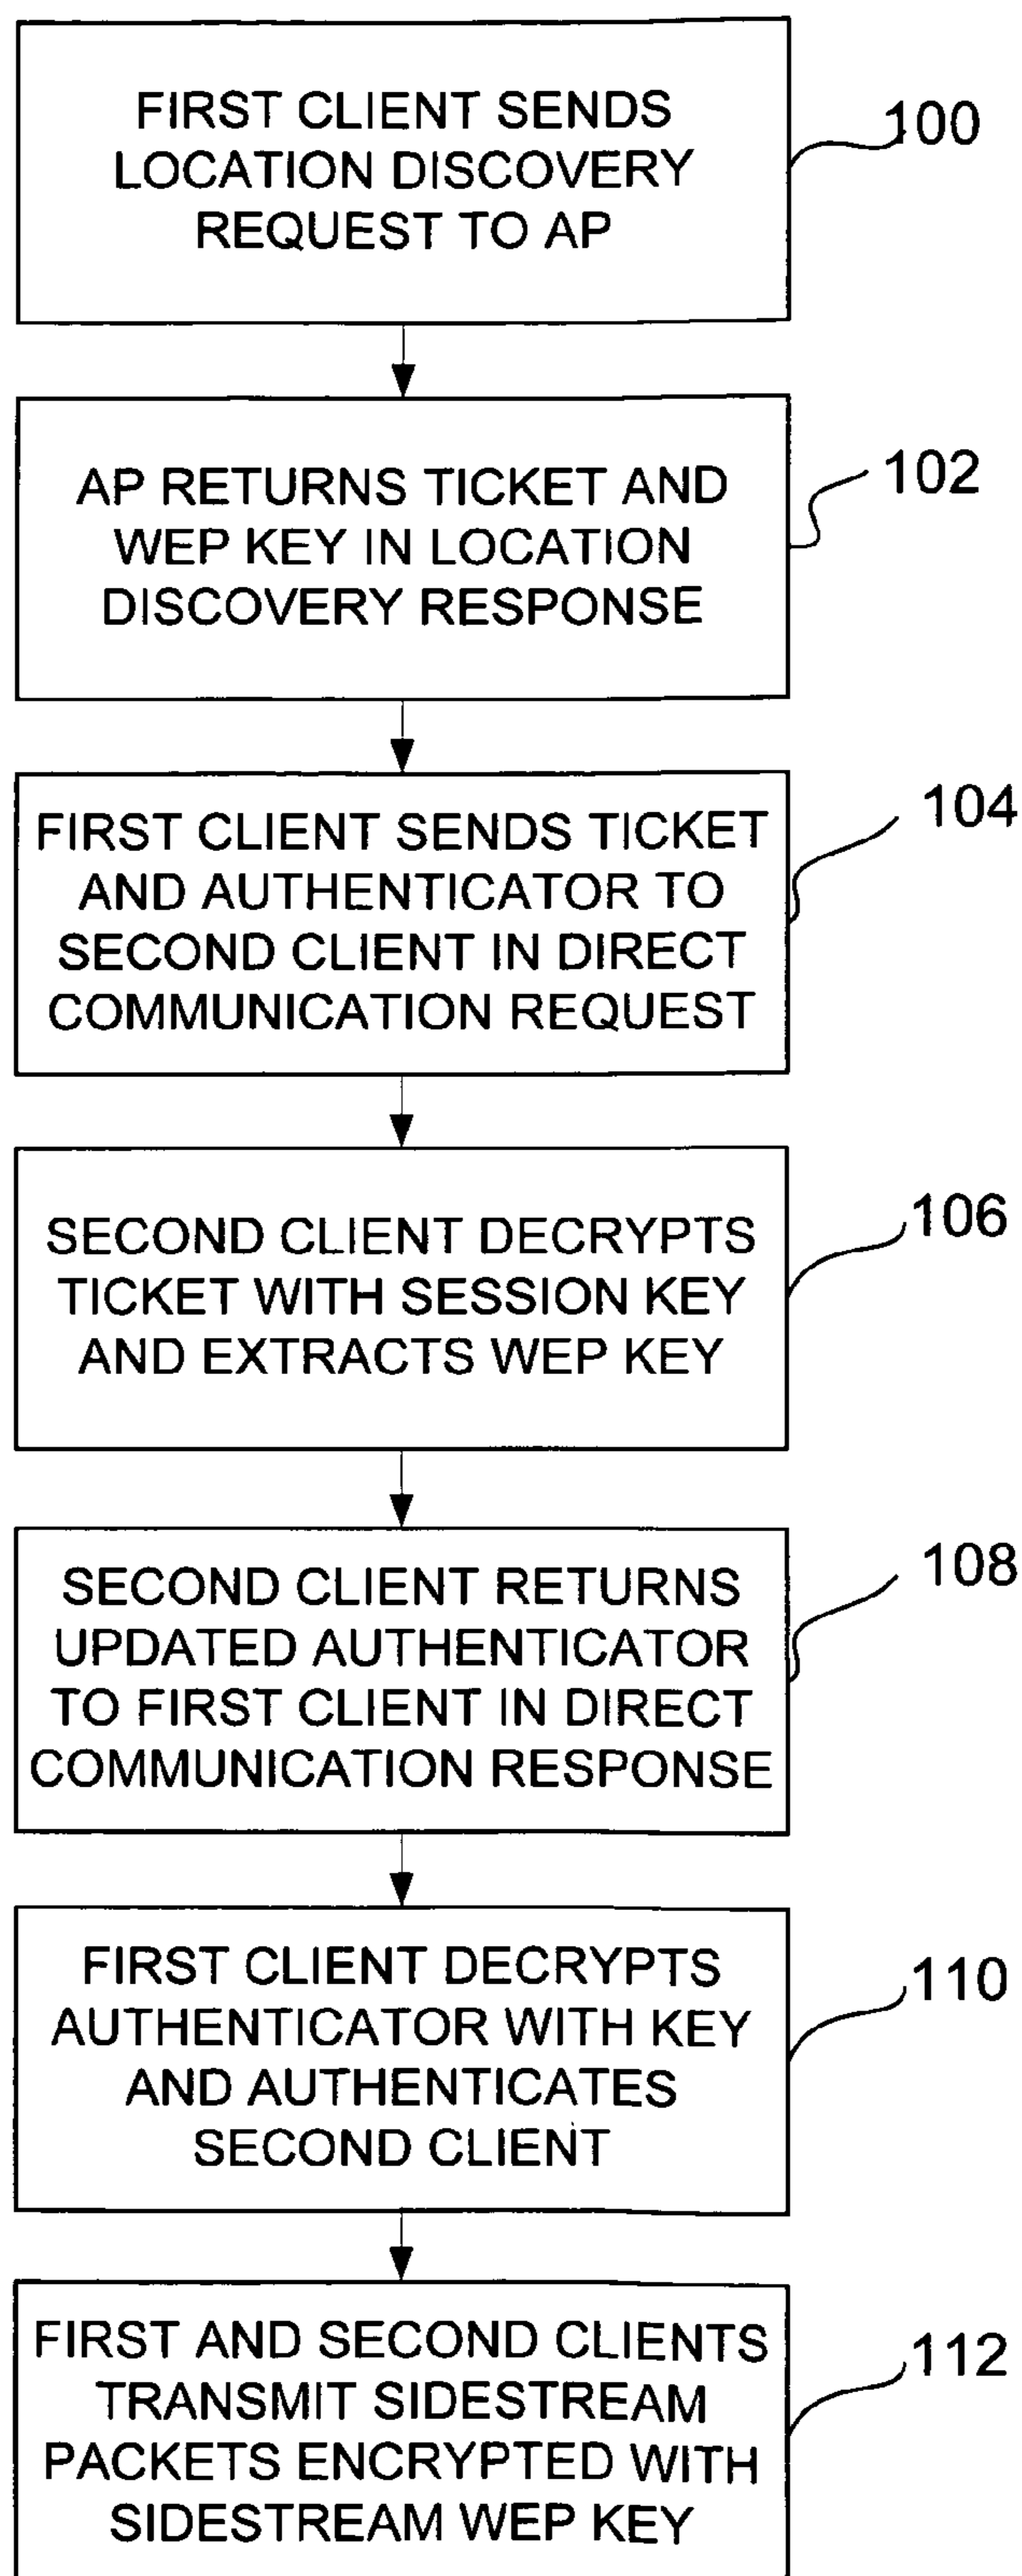 FIRST CLIENT SENDS
LOCATION DISCOVERY
REQUEST TO AP
100
AP RETURNS TICKET AND
WEP KEY IN LOCATION
DISCOVERY RESPONSE
102
FIRST CLIENT SENDS TICKET
AND AUTHENTICATOR TO
SECOND CLIENT IN DIRECT
COMMUNICATION REQUEST
104
SECOND CLIENT DECRYPTS
TICKET WITH SESSION KEY
AND EXTRACTS WEP KEY
106
SECOND CLIENT RETURNS
UPDATED AUTHENTICATOR
TO FIRST CLIENT IN DIRECT
COMMUNICATION RESPONSE
108
FIRST CLIENT DECRYPTS
AUTHENTICATOR WITH KEY
AND AUTHENTICATES
SECOND CLIENT
110
FIRST AND SECOND CLIENTS
TRANSMIT SIDESTREAM
PACKETS ENCRYPTED WITH
SIDESTREAM WEP KEY
112